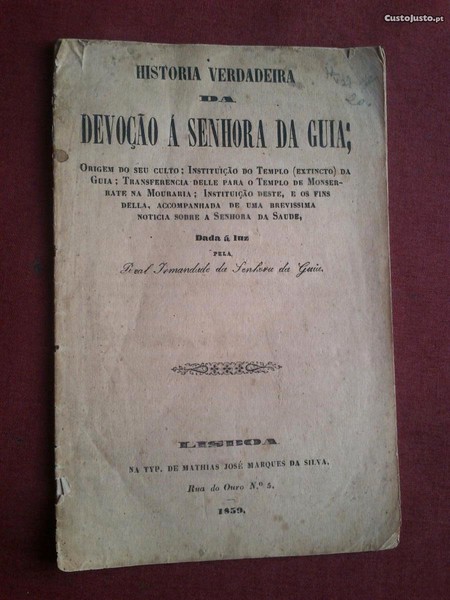 CustoJusto.pt
HISTORIA VERDADEIRA
DA
DEVOÇÃO Á SENHORA DA GUIA;
ORIGEM DO SEU CULTO; INSTITUIÇÃO DO TEMPLO (EXTINCTO) DA
GUIA; TRANSFERENCIA DELLE PARA O TEMPLO DE MONSER-
RATE NA MOURARIA; INSTITUIÇÃO DESTE, E OS FINS
DELLA, ACCOMPANHADA DE UMA BREVISSIMA
NOTICIA SOBRE A SENHORA DA SAUDE,
Dada á luz
PELA
Real Irmandade da Senhora da Guia.
LISBOA
NA TYP. DE MATHIAS JOSÉ MARQUES DA SILVA,
Rua do Ouro N.º 5.
1859.